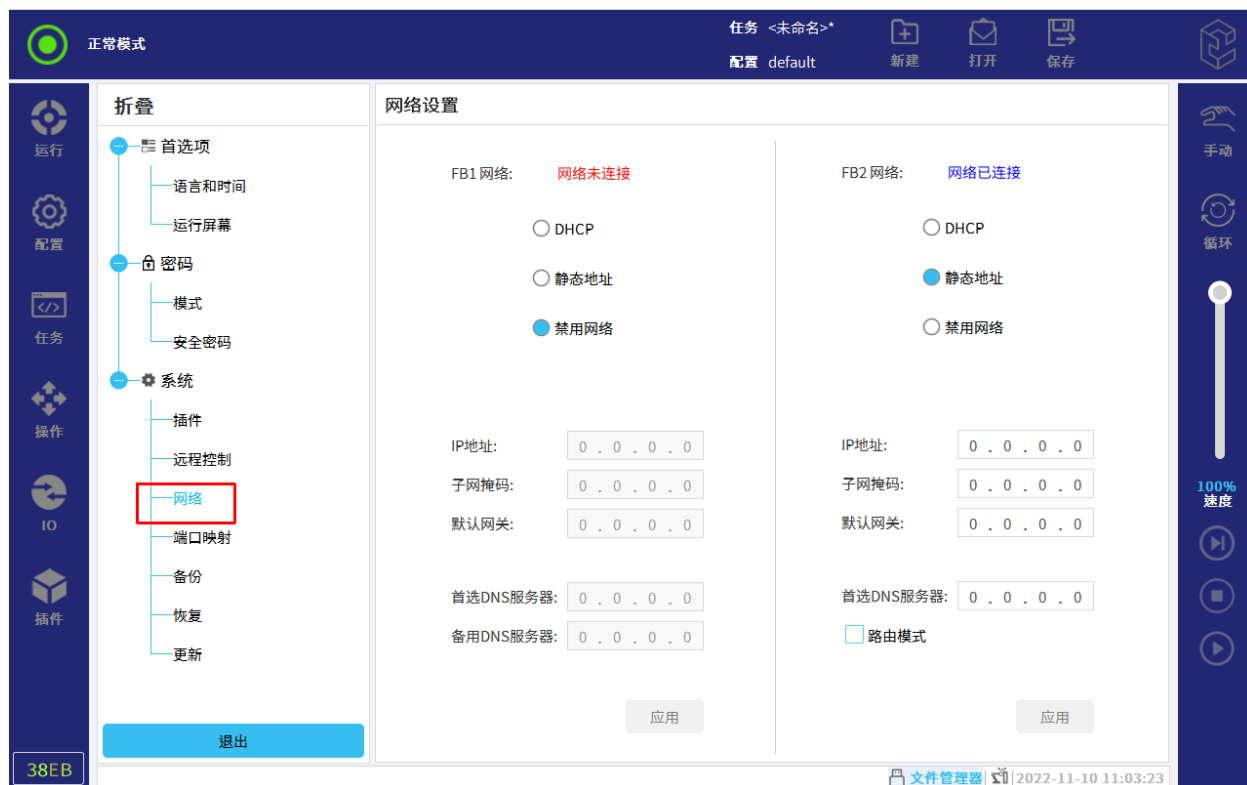 正常模式
任务 <未命名>*
配置 default
新建
打开
保存
运行
配置
任务
操作
IO
插件
38EB
折叠
首选项
语言和时间
运行屏幕
密码
模式
安全密码
系统
插件
远程控制
网络
端口映射
备份
恢复
更新
退出
网络设置
FB1网络: 网络未连接
DHCP
静态地址
禁用网络
IP地址: 0 . 0 . 0 . 0
子网掩码: 0 . 0 . 0 . 0
默认网关: 0 . 0 . 0 . 0
首选DNS服务器: 0 . 0 . 0 . 0
备用DNS服务器: 0 . 0 . 0 . 0
应用
FB2网络: 网络已连接
DHCP
静态地址
禁用网络
IP地址: 0 . 0 . 0 . 0
子网掩码: 0 . 0 . 0 . 0
默认网关: 0 . 0 . 0 . 0
首选DNS服务器: 0 . 0 . 0 . 0
路由模式
应用
手动
循环
100%
速度
文件管理器 2022-11-10 11:03:23